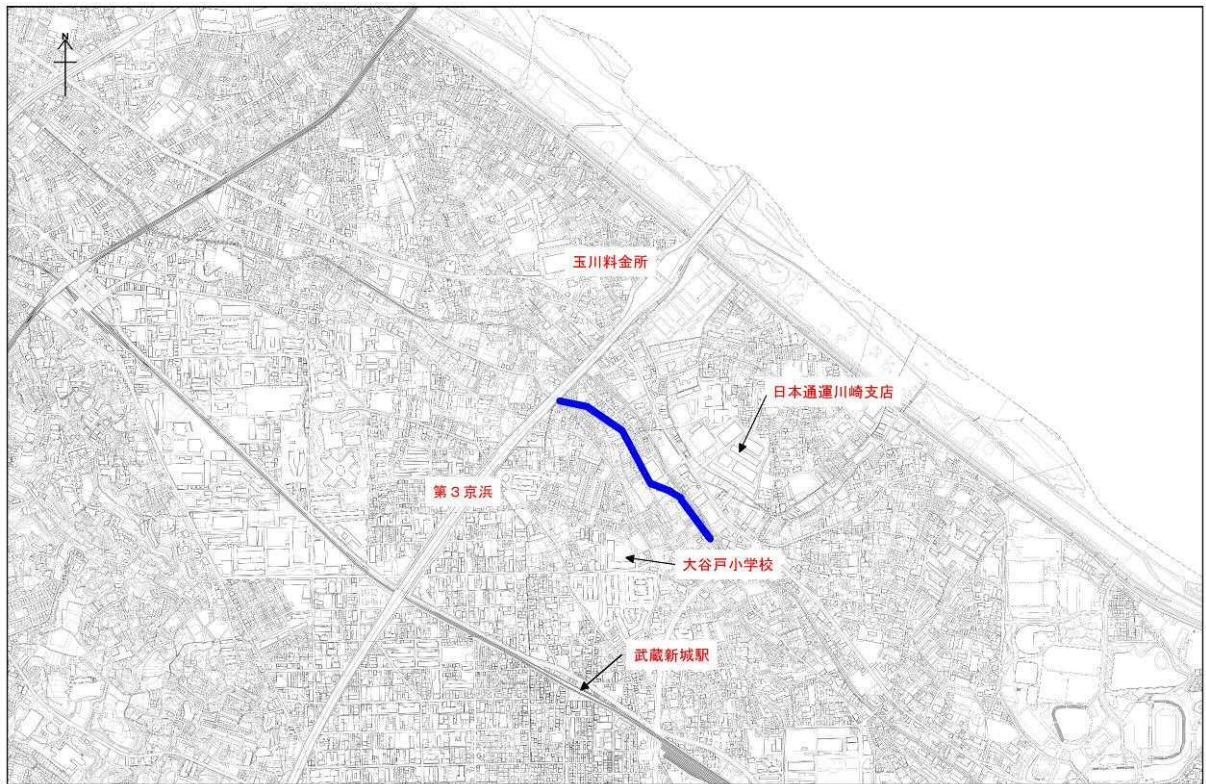 N
玉川料金所
日本通運川崎支店
第３京浜
大谷戸小学校
武蔵新城駅